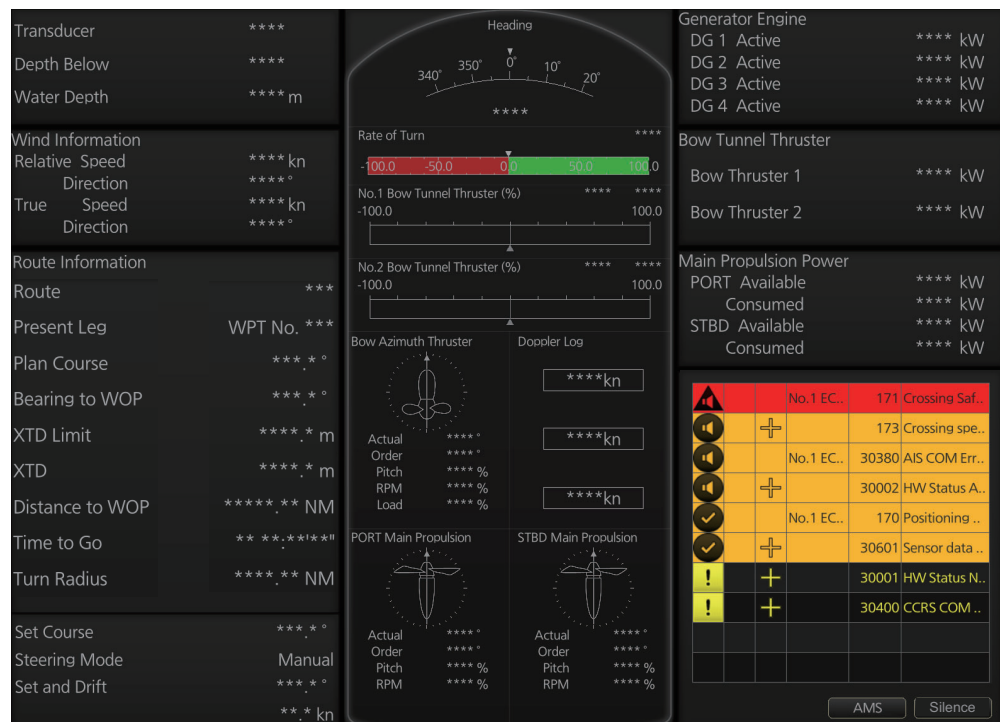 Transducer ****
Depth Below ****
Water Depth ****m
Wind Information
Relative Speed ****kn
Direction ****°
True Speed ****kn
Direction ****°
Route Information
Route ***
Present Leg WPT No. ***
Plan Course ***.*°
Bearing to WOP ***.*°
XTD Limit ****.* m
XTD ****.* m
Distance to WOP *****.** NM
Time to Go ** **:**'**"
Turn Radius ****.** NM
Set Course ***.*°
Steering Mode Manual
Set and Drift ***.*°
**.* kn
Heading
340° 350° 0° 10° 20°
****
Rate of Turn ****
-100.0 -50.0 0.0 50.0 100.0
No.1 Bow Tunnel Thruster (%) **** ****
-100.0 100.0
No.2 Bow Tunnel Thruster (%) **** ****
-100.0 100.0
Bow Azimuth Thruster
Actual ****°
Order ****°
Pitch **** %
RPM **** %
Load **** %
Doppler Log
****kn
****kn
****kn
PORT Main Propulsion
Actual ****°
Order ****°
Pitch **** %
RPM **** %
STBD Main Propulsion
Actual ****°
Order ****°
Pitch **** %
RPM **** %
Generator Engine
DG 1 Active **** kW
DG 2 Active **** kW
DG 3 Active **** kW
DG 4 Active **** kW
Bow Tunnel Thruster
Bow Thruster 1 **** kW
Bow Thruster 2 **** kW
Main Propulsion Power
PORT Available **** kW
Consumed **** kW
STBD Available **** kW
Consumed **** kW
No.1 EC.. 171 Crossing Saf..
173 Crossing spe..
No.1 EC.. 30380 AIS COM Err..
30002 HW Status A..
No.1 EC.. 170 Positioning ..
30601 Sensor data ..
! 30001 HW Status N..
! 30400 CCRS COM ..
AMS Silence